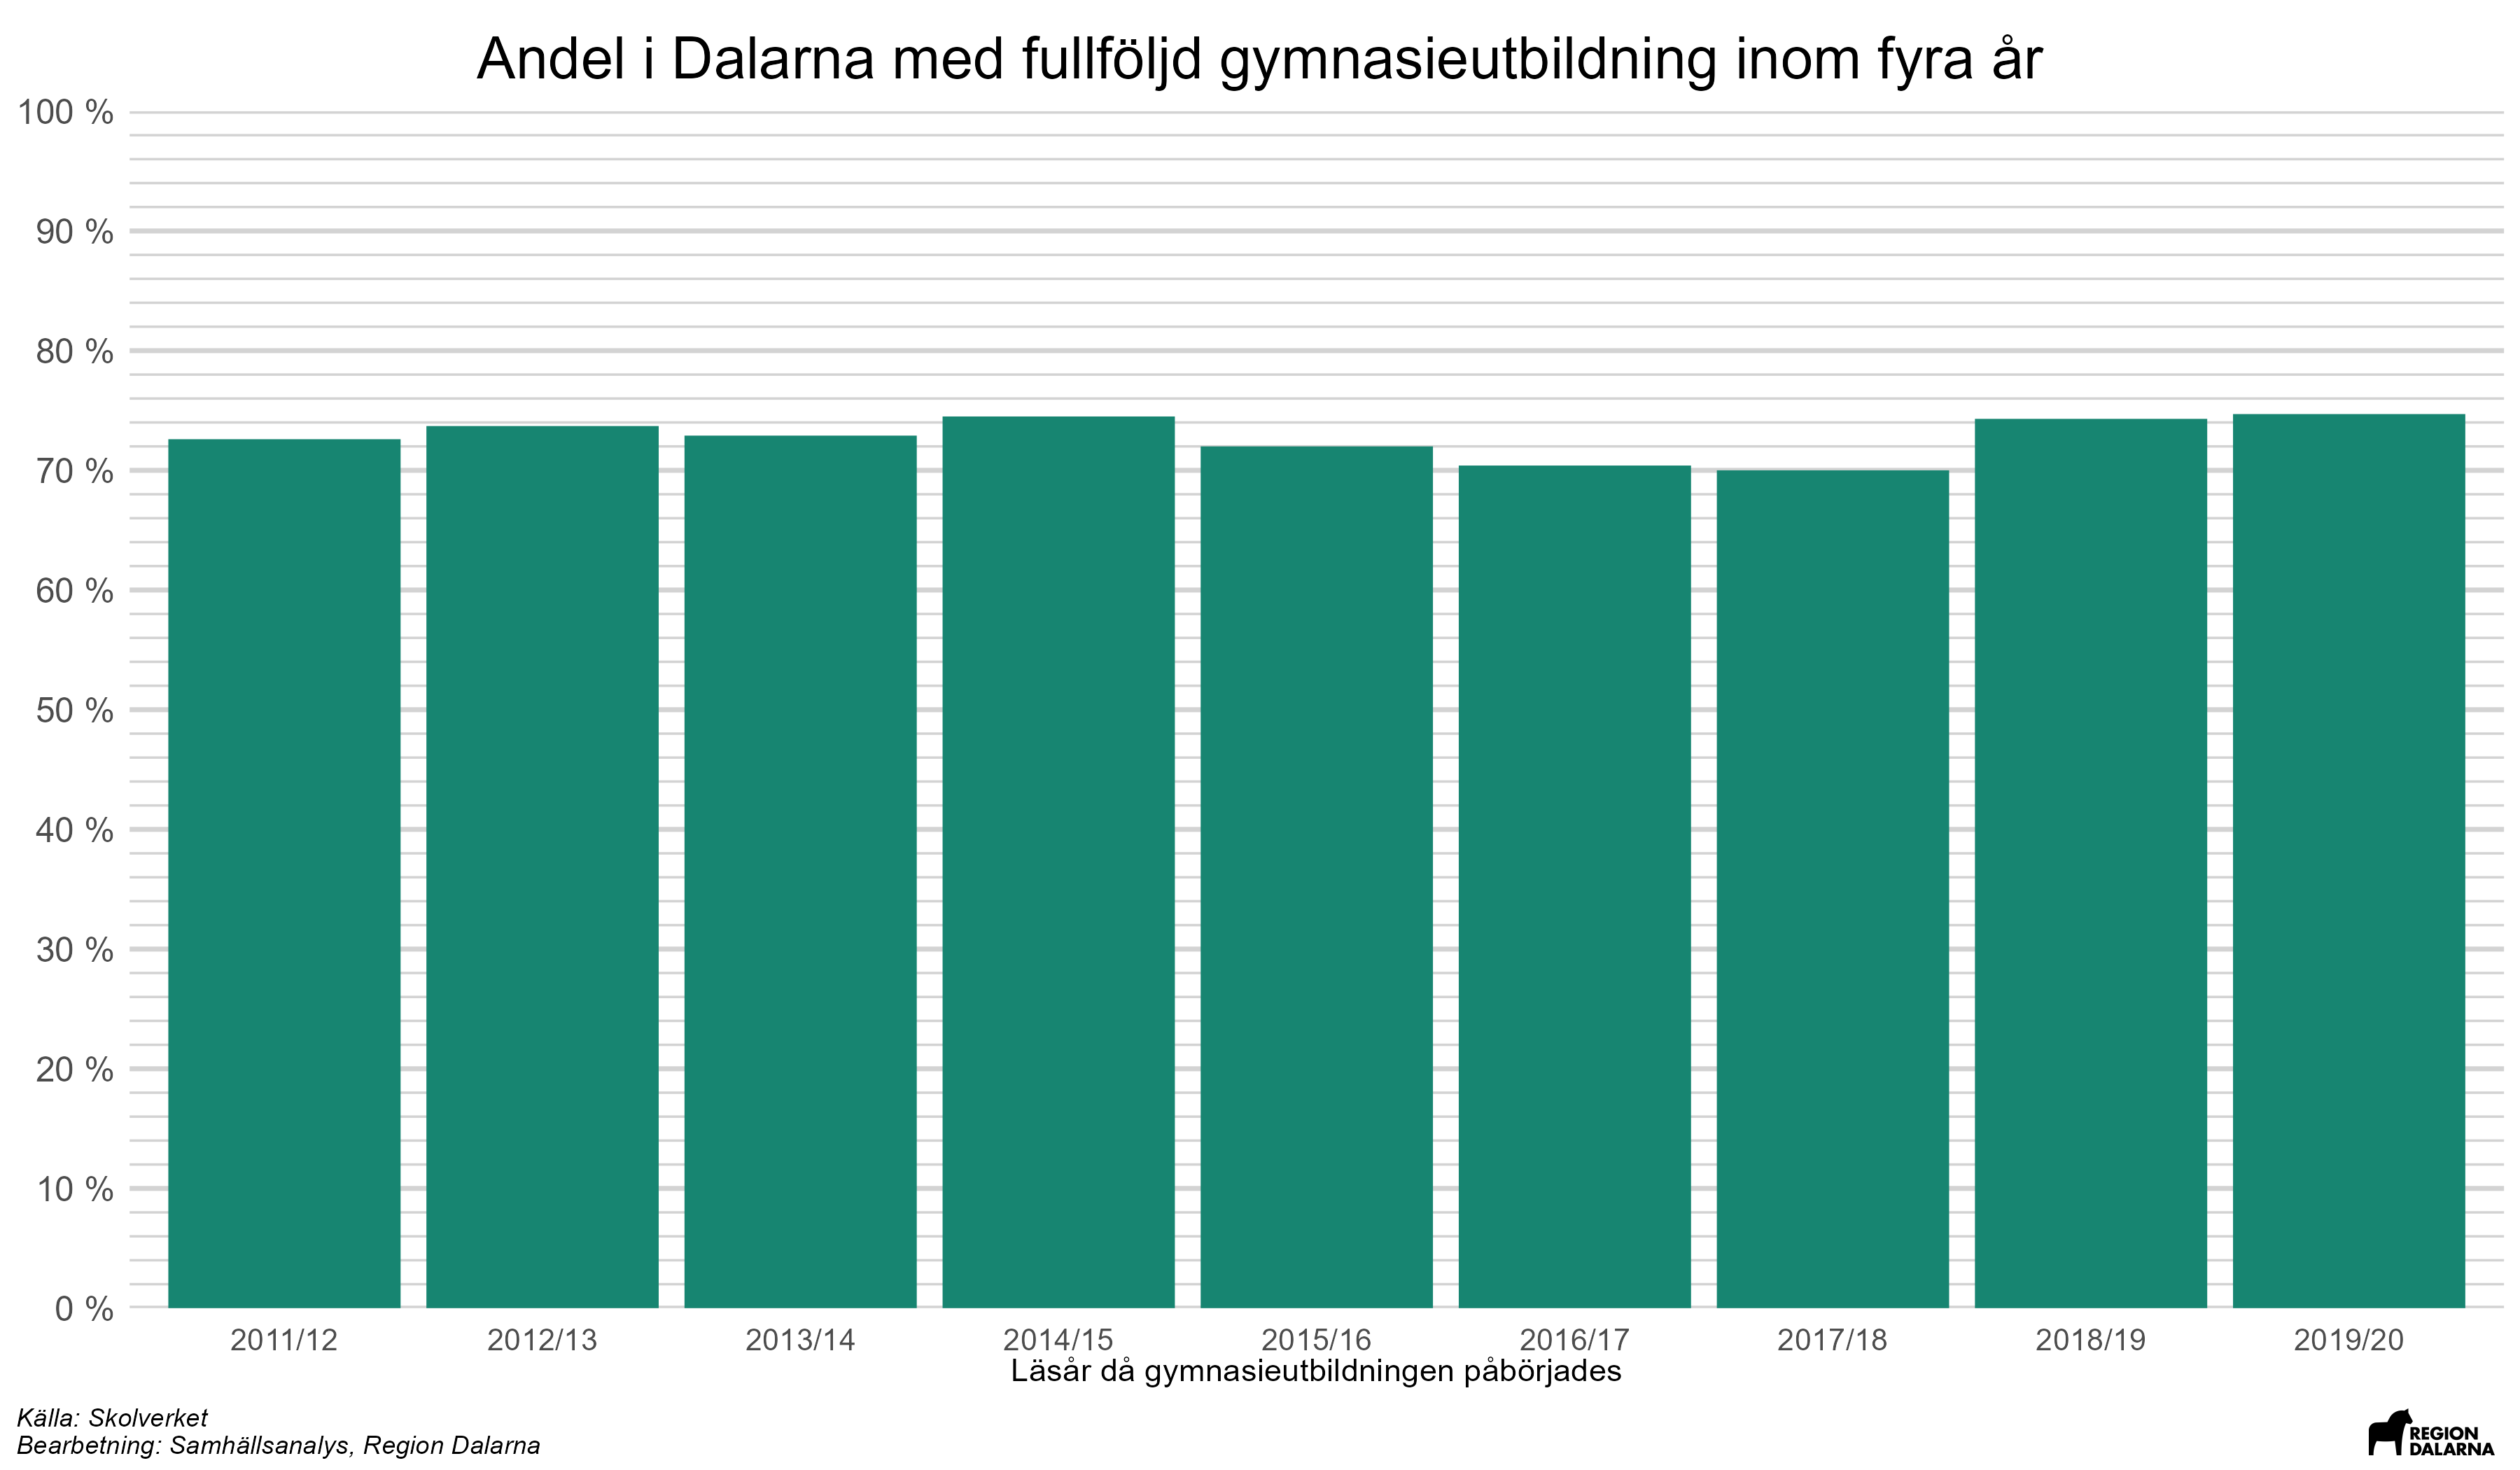 Andel i Dalarna med fullföljd gymnasieutbildning inom fyra år
100 %
90 %
80 %
70 %
60 %
50 %
40 %
30 %
20 %
10 %
0 %
2011/12 2012/13 2013/14 2014/15 2015/16 2016/17 2017/18 2018/19 2019/20
Läsår då gymnasieutbildningen påbörjades
Källa: Skolverket
Bearbetning: Samhällsanalys, Region Dalarna
REGION
DALARNA